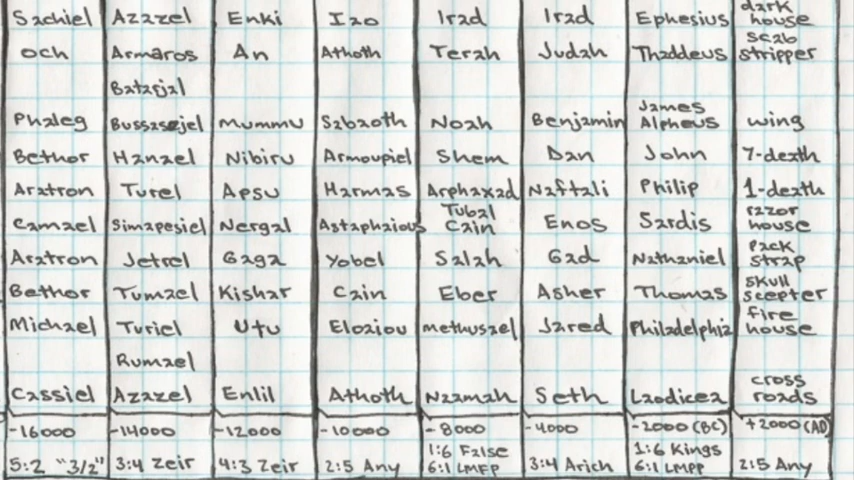 dark
Sachiel Azazel Enki Iao Irad Irad Ephesius house
scab
Och Armaros An Athoth Terah Judah Thaddeus stripper
Batarjal
James
Phaleg Bussasejel Mummu Sabaoth Noah Benjamin Alpheus wing
Bethor Hanael Nibiru Armoupiel Shem Dan John 7-death
Aratron Turel Apsu Harmas Arphaxad Naftali Philip 1-death
Tubal razor
Camael Simapesiel Nergal Astaphaious Cain Enos Sardis house
pack
Aratron Jetrel Gaga Yobel Salah Gad Nathaniel strap
skull
Bethor Tumael Kishar Cain Eber Asher Thomas scepter
fire
Michael Turiel Utu Eloaiou methusael Jared Philadelphia house
Rumael
cross
Cassiel Azazel Enlil Athoth Naamah Seth Laodicea roads
-16000 -14000 -12000 -10000 -8000 -4000 -2000 (BC) +2000 (AD)
1:6 False 1:6 Kings
5:2 "3/2" 3:4 Zeir 4:3 Zeir 2:5 Any 6:1 LMFP 3:4 Arich 6:1 LMPP 2:5 Any